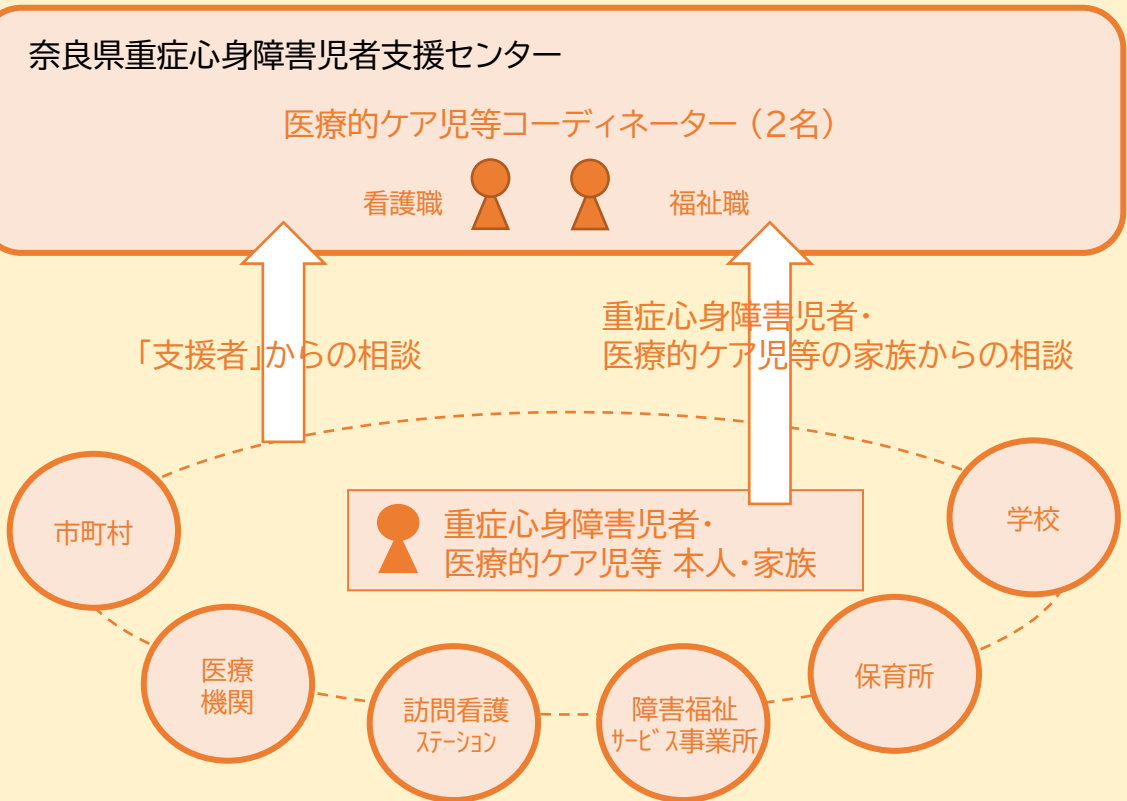 奈良県重症心身障害児者支援センター
医療的ケア児等コーディネーター（2名）
看護職
福祉職
「支援者」からの相談
重症心身障害児者・
医療的ケア児等の家族からの相談
市町村
重症心身障害児者・
医療的ケア児等 本人・家族
学校
医療
機関
訪問看護
ｽﾃｰｼｮﾝ
障害福祉
ｻｰﾋﾞｽ事業所
保育所